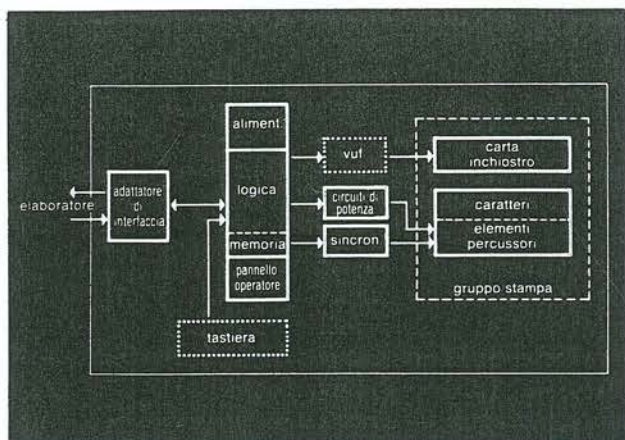 elaboratore
adattatore
di
interfaccia
aliment.
logica
memoria
pannello
operatore
tastiera
vuf
circuiti di
potenza
sincron
carta
inchiostro
caratteri
elementi
percussori
gruppo stampa